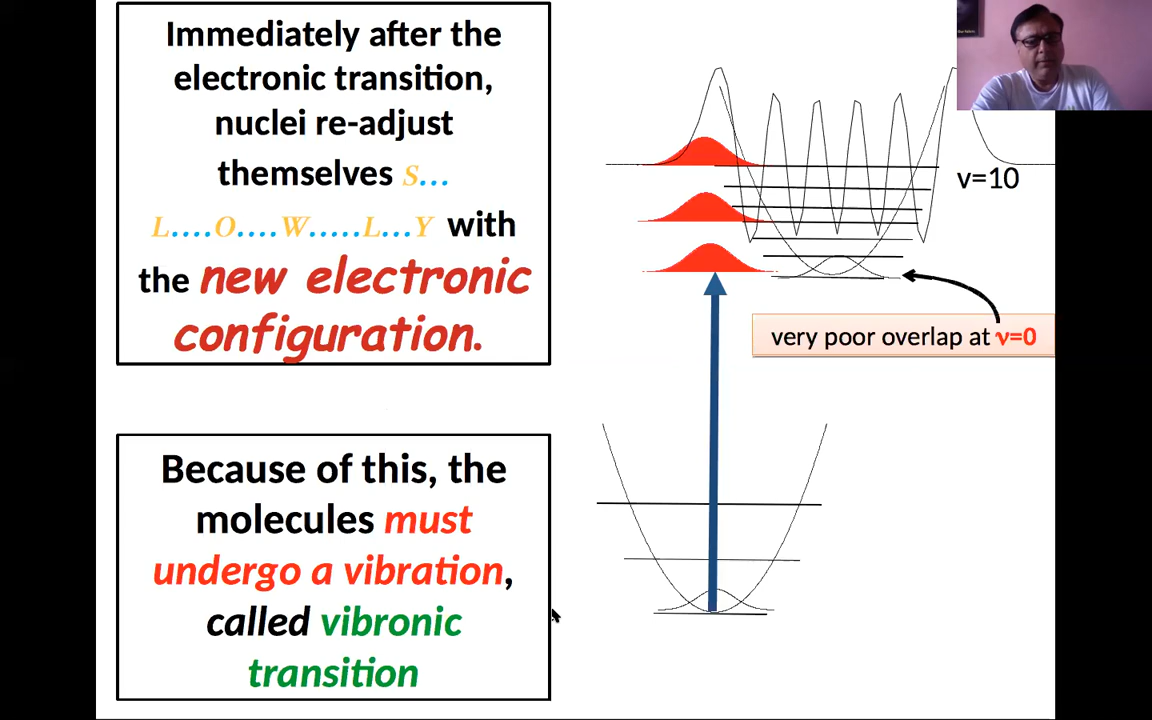 Immediately after the
electronic transition,
nuclei re-adjust
themselves S...
L....O....W.....L...Y with
the new electronic
configuration.
Because of this, the
molecules must
undergo a vibration,
called vibronic
transition
v=10
very poor overlap at v=0